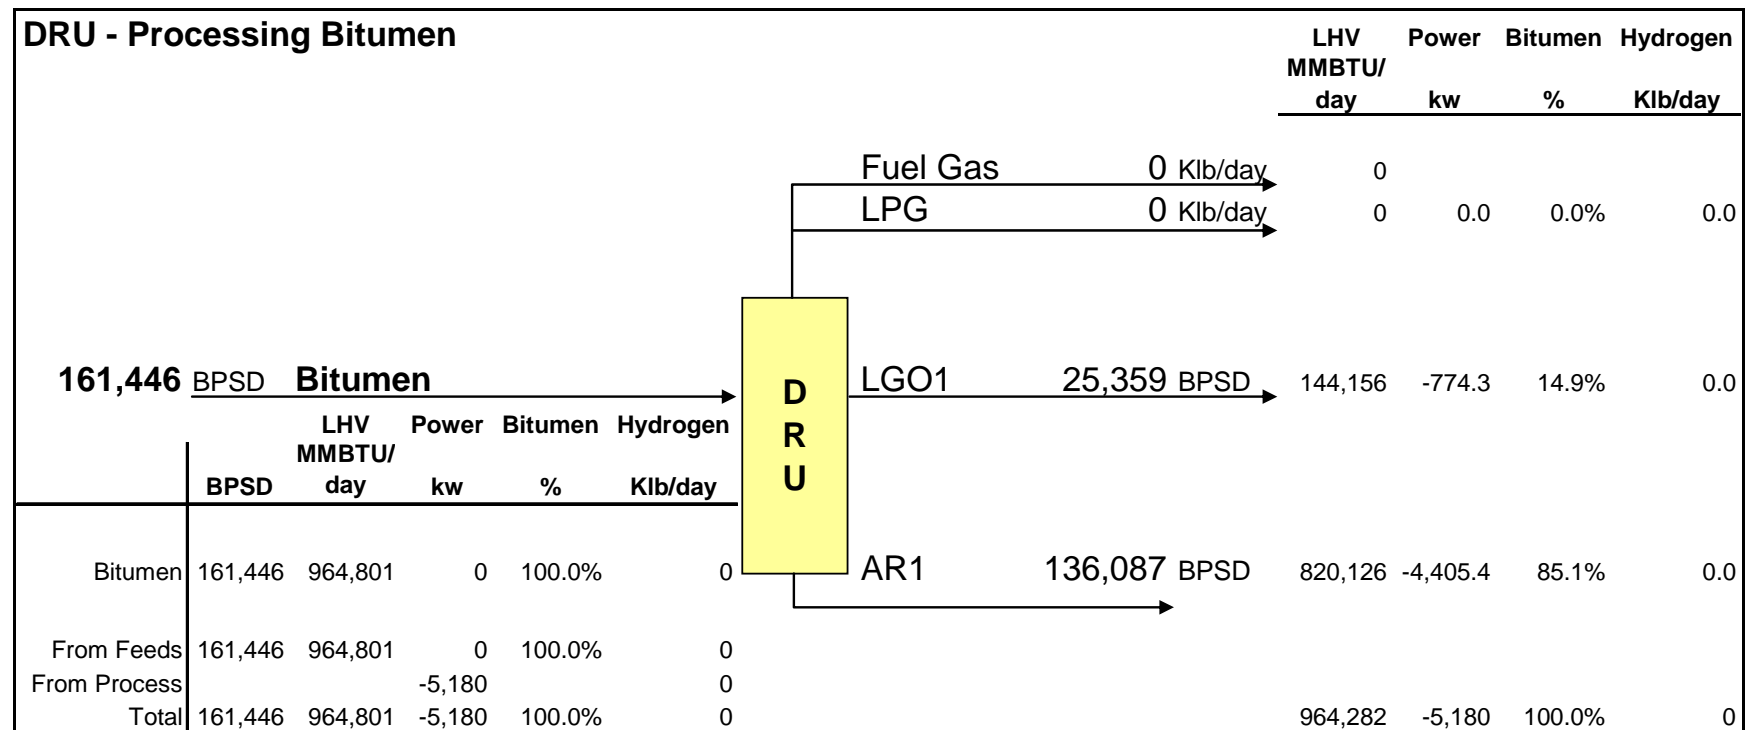 DRU - Processing Bitumen
LHV Power Bitumen Hydrogen
MMBTU/
day kw % Klb/day
Fuel Gas 0 Klb/day 0
LPG 0 Klb/day 0 0.0 0.0% 0.0
161,446 BPSD Bitumen
LGO1 25,359 BPSD 144,156 -774.3 14.9% 0.0
D
R
U
LHV Power Bitumen Hydrogen
MMBTU/
BPSD day kw % Klb/day
Bitumen 161,446 964,801 0 100.0% 0
AR1 136,087 BPSD 820,126 -4,405.4 85.1% 0.0
From Feeds 161,446 964,801 0 100.0% 0
From Process -5,180 0
Total 161,446 964,801 -5,180 100.0% 0 964,282 -5,180 100.0% 0